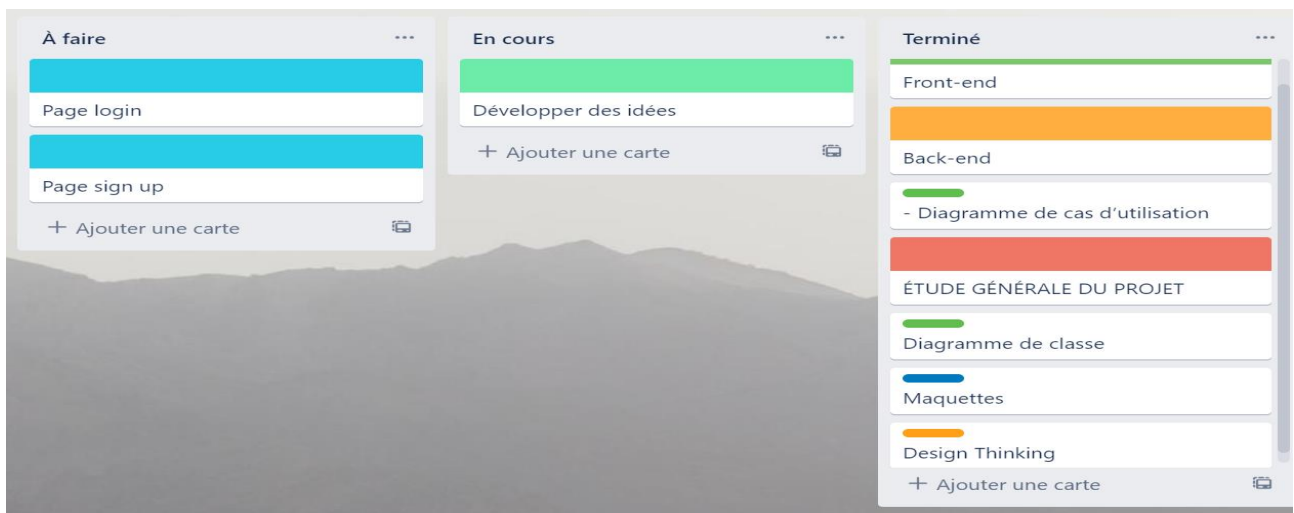 À faire
Page login
Page sign up
+ Ajouter une carte
En cours
Développer des idées
+ Ajouter une carte
Terminé
Front-end
Back-end
- Diagramme de cas d’utilisation
ÉTUDE GÉNÉRALE DU PROJET
Diagramme de classe
Maquettes
Design Thinking
+ Ajouter une carte